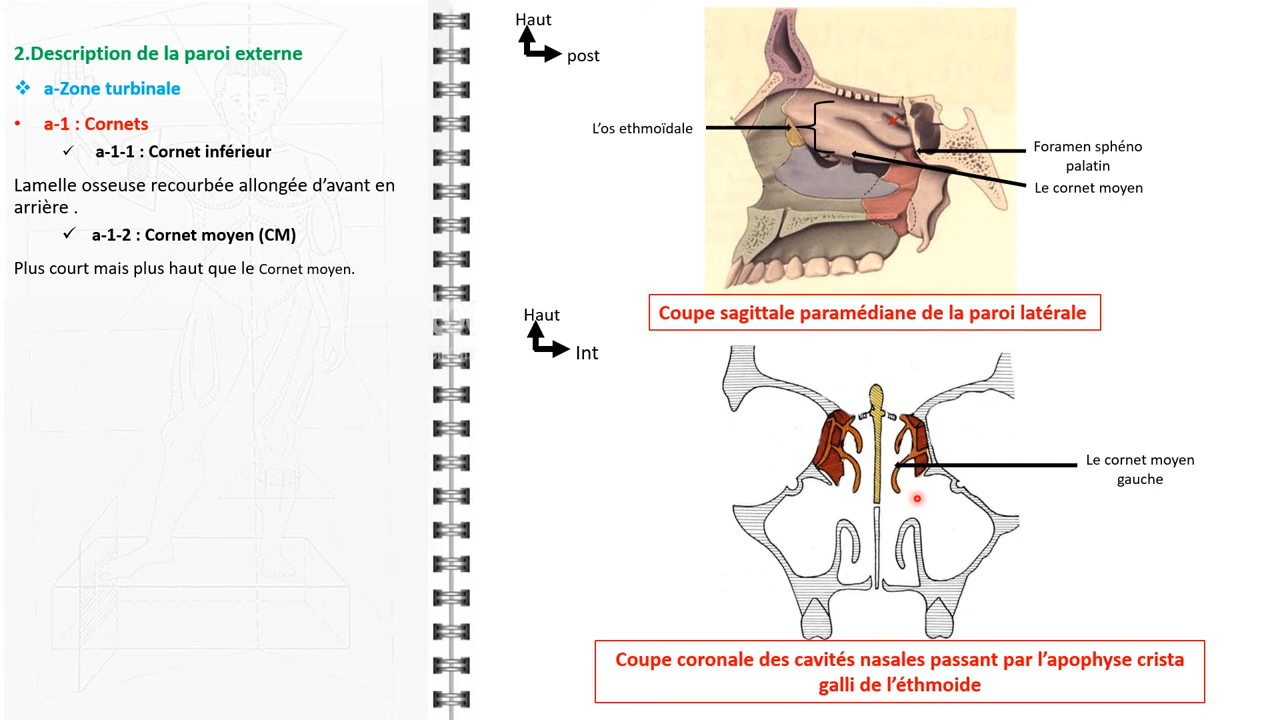 2.Description de la paroi externe
❖ a-Zone turbinale
• a-1 : Cornets
✓ a-1-1 : Cornet inférieur
Lamelle osseuse recourbée allongée d’avant en
arrière .
✓ a-1-2 : Cornet moyen (CM)
Plus court mais plus haut que le Cornet moyen.
Haut
post
L’os ethmoïdale
Foramen sphéno
palatin
Le cornet moyen
Coupe sagittale paramédiane de la paroi latérale
Haut
Int
Le cornet moyen
gauche
Coupe coronale des cavités nasales passant par l’apophyse crista
galli de l’éthmoide